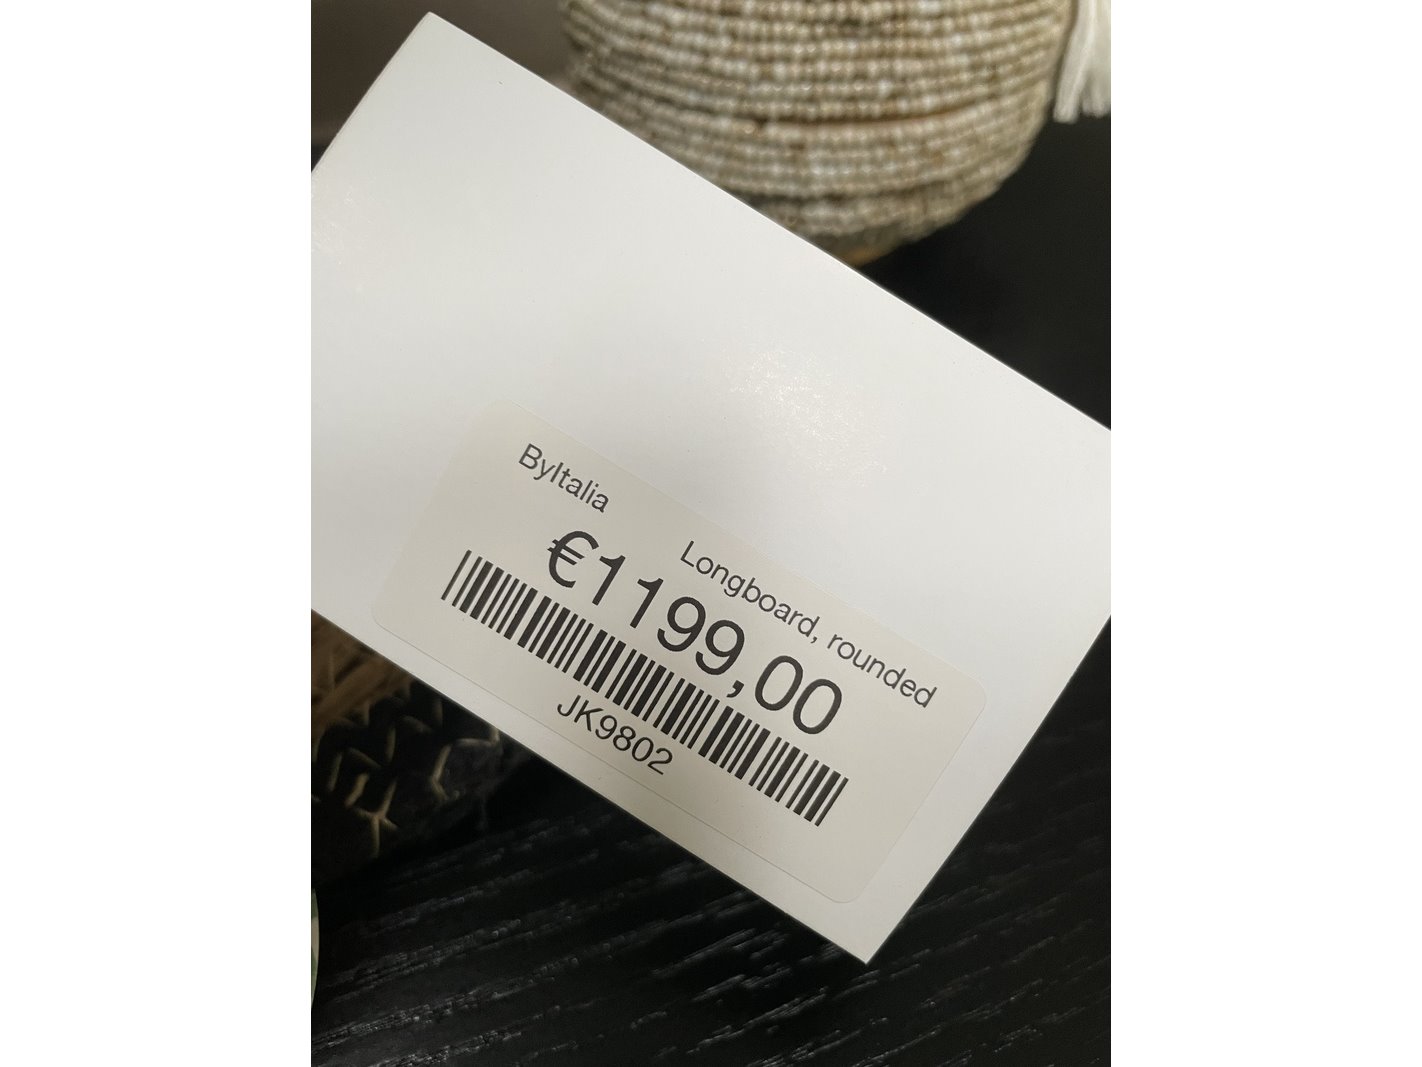 ByItalia
Longboard, rounded
€1199,00
JK9802